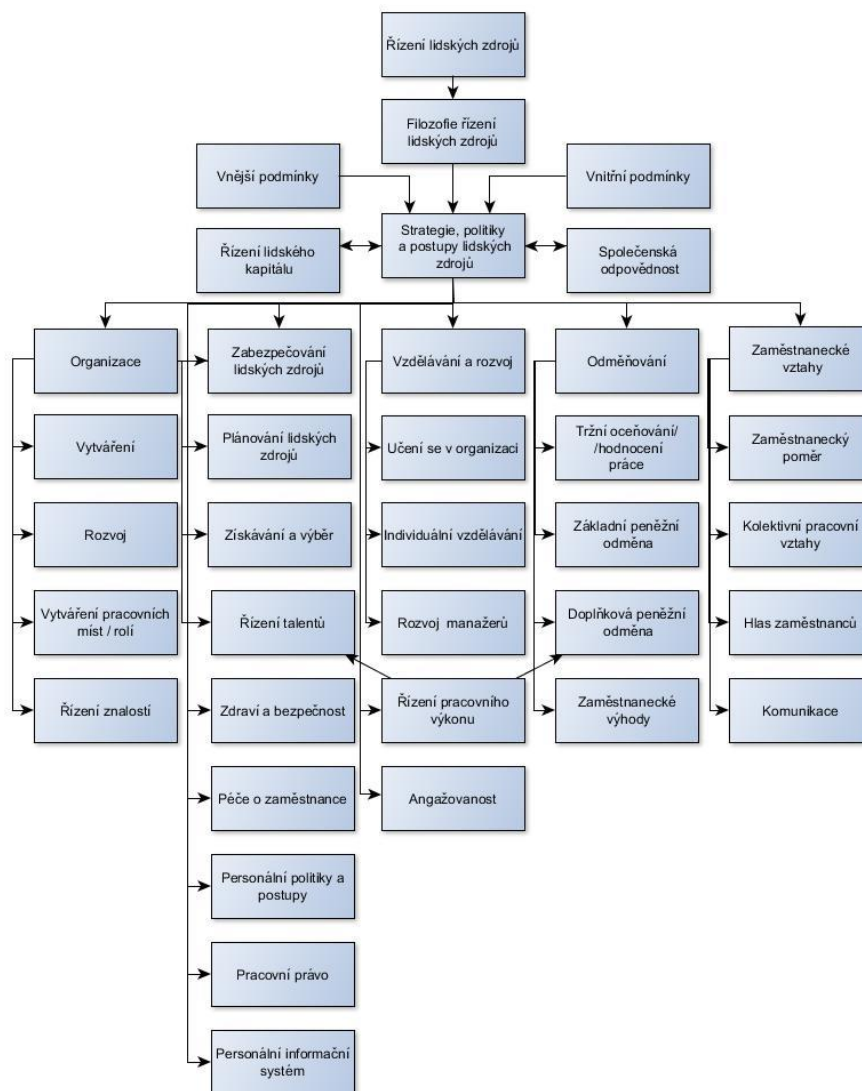 Řízení lidských zdrojů
Filozofie řízení
lidských zdrojů
Vnější podmínky
Vnitřní podmínky
Strategie, politiky
a postupy lidských
zdrojů
Řízení lidského
kapitálu
Společenská
odpovědnost
Organizace
Zabezpečování
lidských zdrojů
Vzdělávání a rozvoj
Odměňování
Zaměstnanecké
vztahy
Vytváření
Plánování lidských
zdrojů
Učení se v organizaci
Tržní oceňování/
/hodnocení
práce
Zaměstnanecký
poměr
Rozvoj
Získávání a výběr
Individuální vzdělávání
Základní peněžní
odměna
Kolektivní pracovní
vztahy
Vytváření pracovních
míst / rolí
Řízení talentů
Rozvoj manažerů
Doplňková peněžní
odměna
Hlas zaměstnanců
Řízení znalostí
Zdraví a bezpečnost
Řízení pracovního
výkonu
Zaměstnanecké
výhody
Komunikace
Péče o zaměstnance
Angažovanost
Personální politiky a
postupy
Pracovní právo
Personální informační
systém